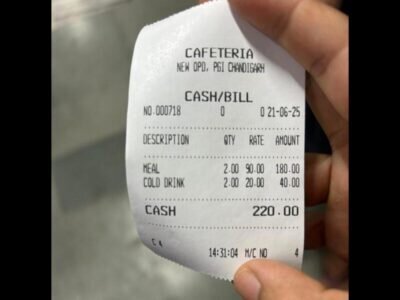 CAFETERIA
NEW OPD, PGI CHANDIGARH
CASH/BILL
NO.000718 0 0 21-06-25
DESCRIPTION QTY RATE AMOUNT
MEAL 2.00 90.00 180.00
COLD DRINK 2.00 20.00 40.00
CASH 220.00
C 4 14:31:04 M/C NO 4